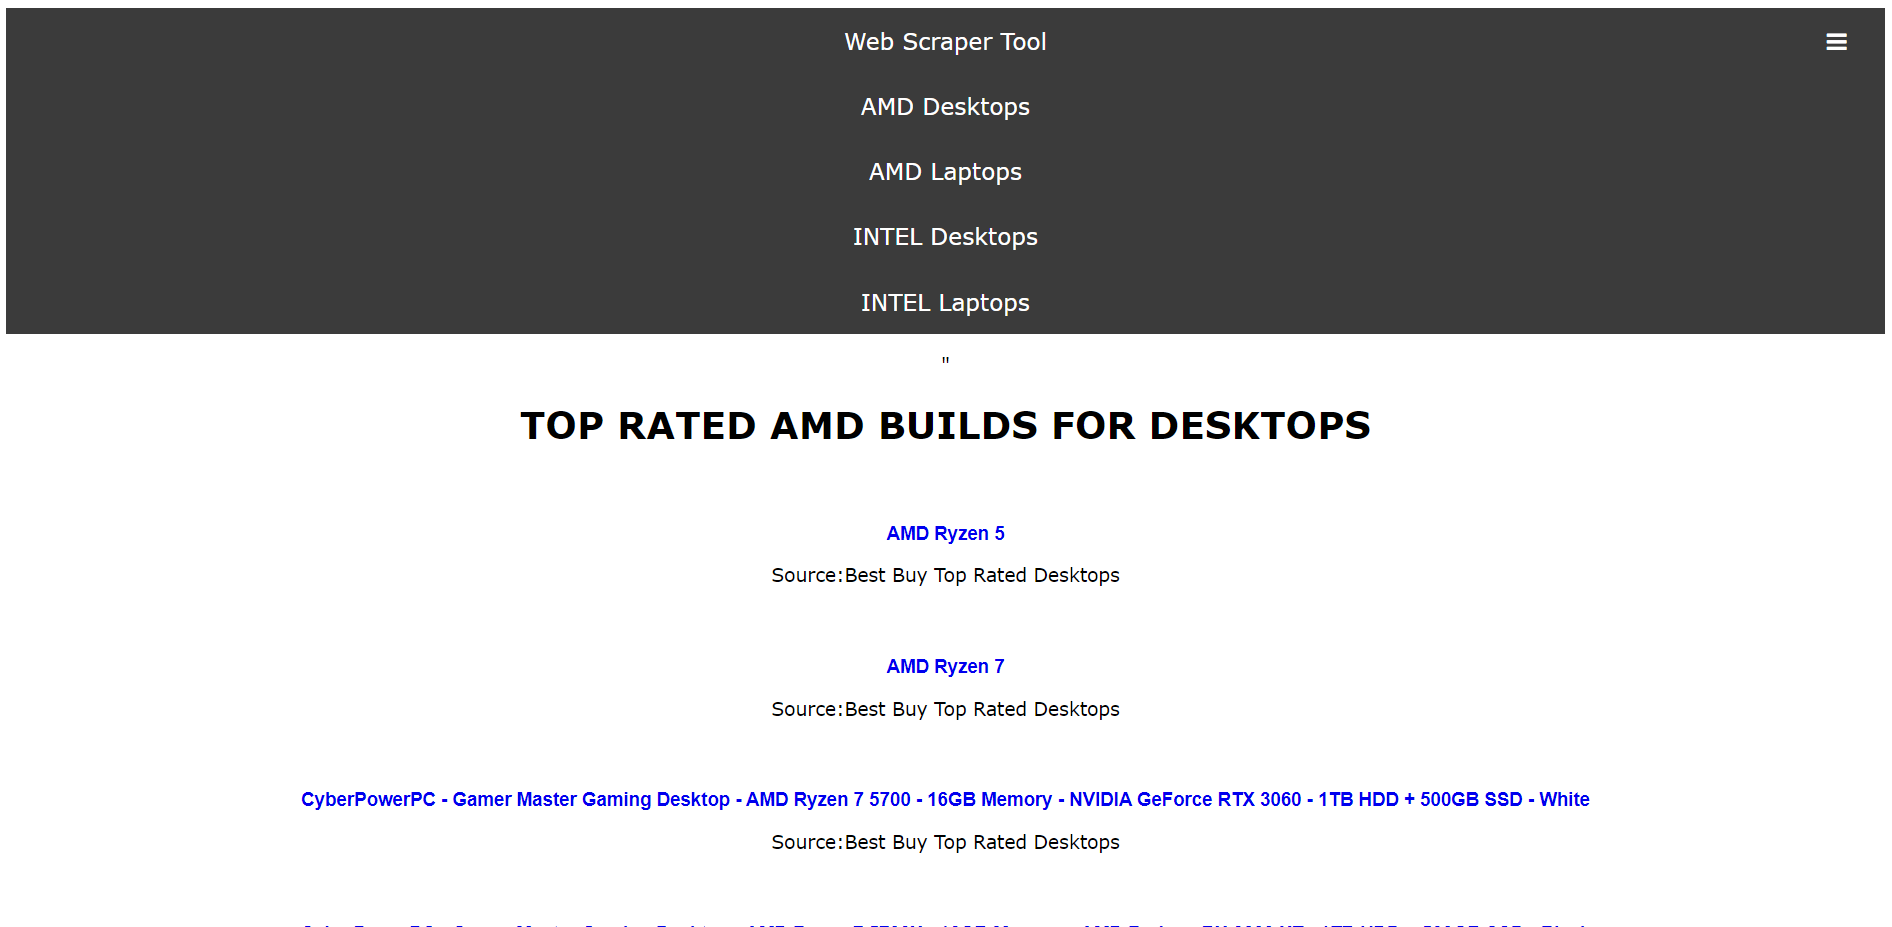 Web Scraper Tool
AMD Desktops
AMD Laptops
INTEL Desktops
INTEL Laptops
"
TOP RATED AMD BUILDS FOR DESKTOPS
AMD Ryzen 5
Source:Best Buy Top Rated Desktops
AMD Ryzen 7
Source:Best Buy Top Rated Desktops
CyberPowerPC - Gamer Master Gaming Desktop - AMD Ryzen 7 5700 - 16GB Memory - NVIDIA GeForce RTX 3060 - 1TB HDD + 500GB SSD - White
Source:Best Buy Top Rated Desktops